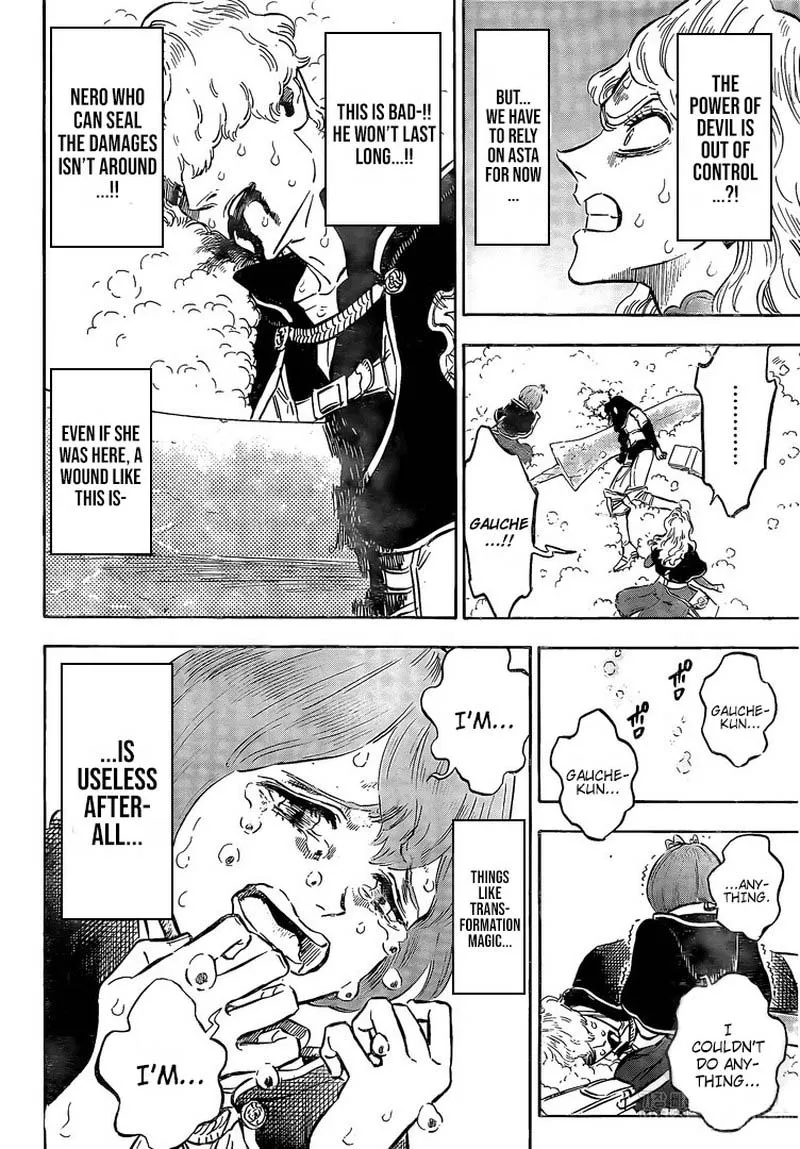 THE
POWER OF
DEVIL IS
OUT OF
CONTROL
...?!
BUT...
WE HAVE
TO RELY
ON ASTA
FOR NOW
...
THIS IS BAD-!!
HE WON'T LAST
LONG...!!
NERO WHO
CAN SEAL
THE DAMAGES
ISN'T AROUND
...!!
EVEN IF SHE
WAS HERE, A
WOUND LIKE
THIS IS-
........
GAUCHE
...!!
GAUCHE-
KUN...
GAUCHE-
KUN...
...ANY-
THING.
I
COULDN'T
DO ANY-
THING...
I'M...
THINGS
LIKE
TRANS-
FORMATION
MAGIC...
...IS
USELESS
AFTER-
ALL...
I'M...